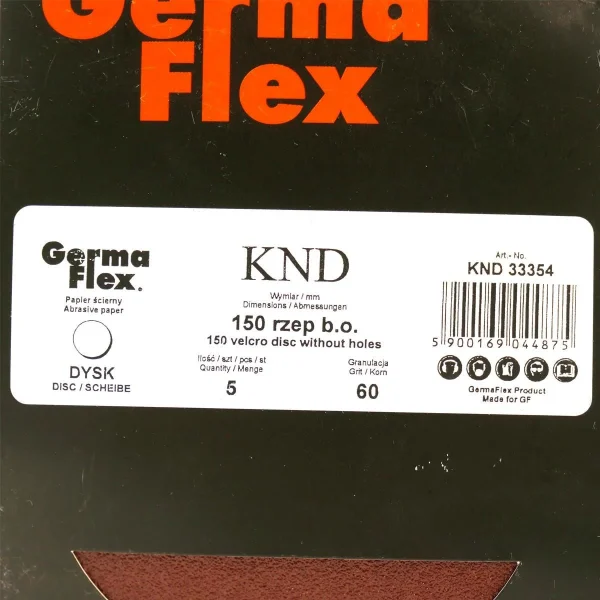 Germa
Flex
Germa
Flex.
Papier ścierny
Abrasive paper
DYSK
DISC / SCHEIBE
KND
Wymiar / mm
Dimensions / Abmessungen
150 rzep b.o.
150 velcro disc without holes
Ilość / szt / pcs / st
Quantity / Menge
5
Granulacja
Grit / Korn
60
Art.- No.
KND 33354
5 900169 044875
GermaFlex Product
Made for GF